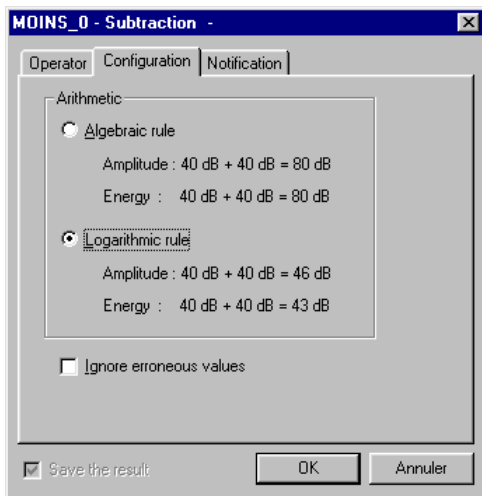 MOINS_0 - Subtraction -
Operator Configuration Notification
Arithmetic
Algebraic rule
Amplitude : 40 dB + 40 dB = 80 dB
Energy : 40 dB + 40 dB = 80 dB
Logarithmic rule
Amplitude : 40 dB + 40 dB = 46 dB
Energy : 40 dB + 40 dB = 43 dB
Ignore erroneous values
Save the result OK Annuler